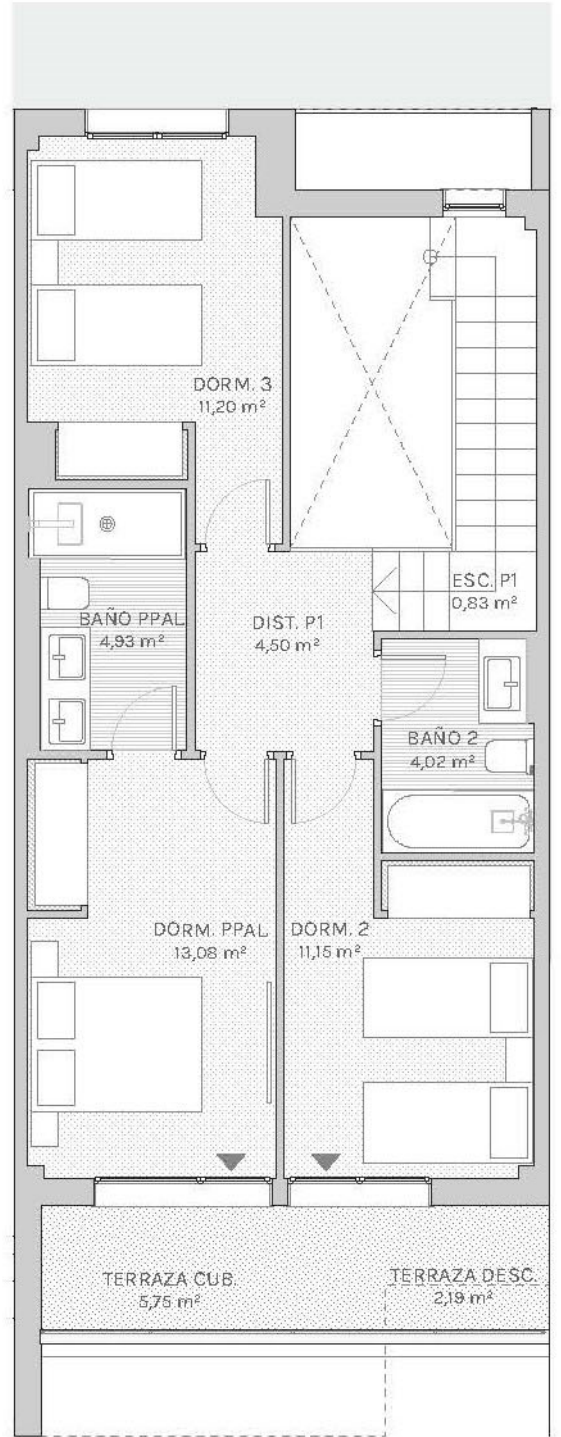 DORM. 3
11,20 m²
ESC. P1
0,83 m²
BAÑO PPAL
4,93 m²
DIST. P1
4,50 m²
BAÑO 2
4,02 m²
DORM. PPAL
13,08 m²
DORM. 2
11,15 m²
TERRAZA CUB.
5,75 m²
TERRAZA DESC.
2,19 m²